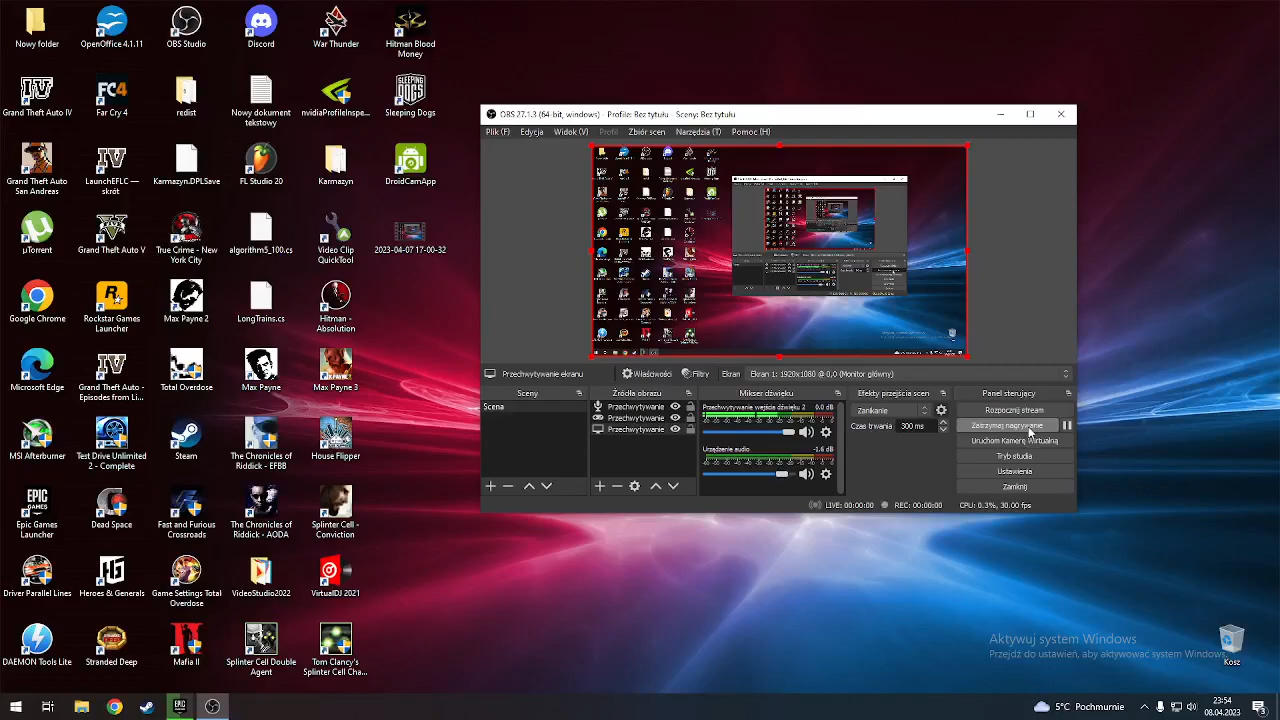 Nowy folder
OpenOffice 4.1.11
OBS Studio
Discord
War Thunder
Hitman Blood
Money
Grand Theft Auto IV
Far Cry 4
redist
Nowy dokument
tekstowy
nvidiaProfileInspe...
Sleeping Dogs
Grand Theft Auto
San Andreas
LaunchEFLC —
skrót
Karmazyn.DPLSave
FL Studio 20
Karmazyn
DroidCamApp
µTorrent
Grand Theft Auto V
True Crime - New
York City
algorithm5_100.cs
Video Clip
QuickTool
2023-04-07 17-00-32
Google Chrome
Rockstar Games
Launcher
Max Payne 2
LongTrains.cs
Hitman -
Absolution
Microsoft Edge
Grand Theft Auto -
Episodes from Li...
Total Overdose
Max Payne
Max Payne 3
MSI Afterburner
Test Drive Unlimited
2 - Complete
Steam
The Chronicles of
Riddick - EFBB
House Flipper
Epic Games
Launcher
Dead Space
Fast and Furious
Crossroads
The Chronicles of
Riddick - AODA
Splinter Cell -
Conviction
Driver Parallel Lines
Heroes & Generals
Game Settings Total
Overdose
VideoStudio2022
VirtualDJ 2021
DAEMON Tools Lite
Stranded Deep
Mafia II
Splinter Cell Double
Agent
Tom Clancy's
Splinter Cell Cha...
OBS 27.1.3 (64-bit, windows) - Profile: Bez tytułu - Sceny: Bez tytułu
Plik (F) Edycja Widok (V) Profil Zbiór scen Narzędzia (T) Pomoc (H)
Przechwytywanie ekranu Właściwości Filtry Ekran Ekran 1: 1920x1080 @ 0,0 (Monitor główny)
Sceny
Scena
Źródła obrazu
Przechwytywanie
Przechwytywanie
Przechwytywanie
Mikser dźwięku
Przechwytywanie wejścia dźwięku 2 0.0 dB
Urządzenie audio -1.6 dB
Efekty przejścia scen
Zanikanie
Czas trwania 300 ms
Panel sterujący
Rozpocznij stream
Zatrzymaj nagrywanie
Uruchom Kamerę Wirtualną
Tryb studia
Ustawienia
Zamknij
LIVE: 00:00:00 REC: 00:00:00 CPU: 0.3%, 30.00 fps
Aktywuj system Windows
Przejdź do ustawień, aby aktywować system Windows.
Kosz
5°C Pochmurnie
23:54
08.04.2023